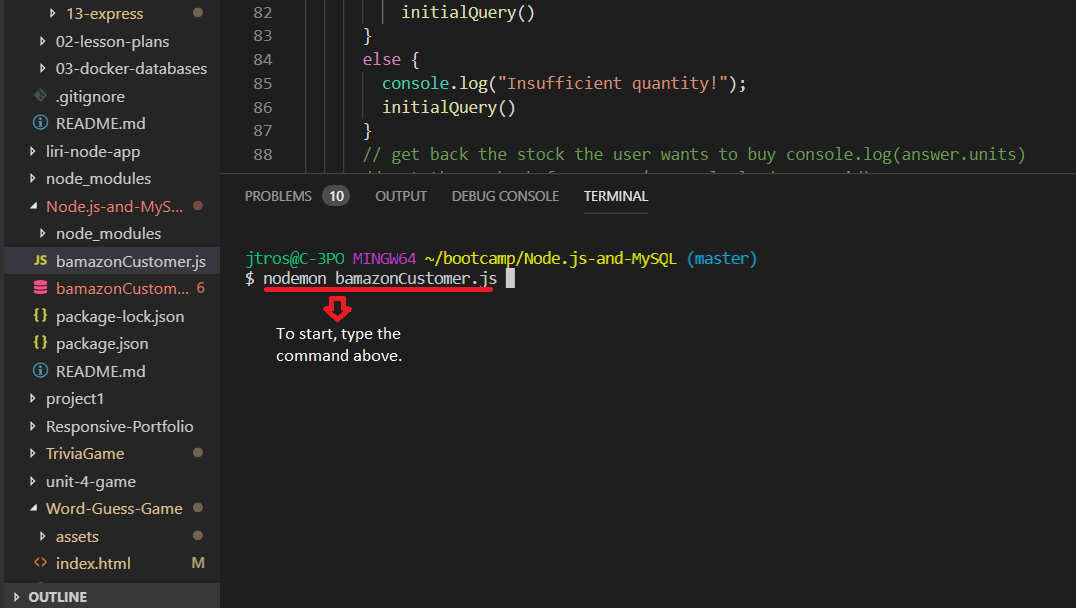 13-express
02-lesson-plans
03-docker-databases
.gitignore
README.md
liri-node-app
node_modules
Node.js-and-MyS...
node_modules
JS bamazonCustomer.js
bamazonCustom... 6
{} package-lock.json
{} package.json
README.md
project1
Responsive-Portfolio
TriviaGame
unit-4-game
Word-Guess-Game
assets
<> index.html M
OUTLINE
82 initialQuery()
83 }
84 else {
85 console.log("Insufficient quantity!");
86 initialQuery()
87 }
88 // get back the stock the user wants to buy console.log(answer.units)
PROBLEMS 10 OUTPUT DEBUG CONSOLE TERMINAL
jtros@C-3PO MINGW64 ~/bootcamp/Node.js-and-MySQL (master)
$ nodemon bamazonCustomer.js
To start, type the
command above.